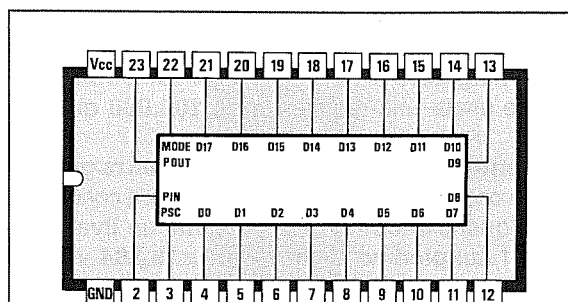 Vcc 23 22 21 20 19 18 17 16 15 14 13
MODE D17 D16 D15 D14 D13 D12 D11 D10
POUT D9
PIN D8
PSC D0 D1 D2 D3 D4 D5 D6 D7
GND 2 3 4 5 6 7 8 9 10 11 12